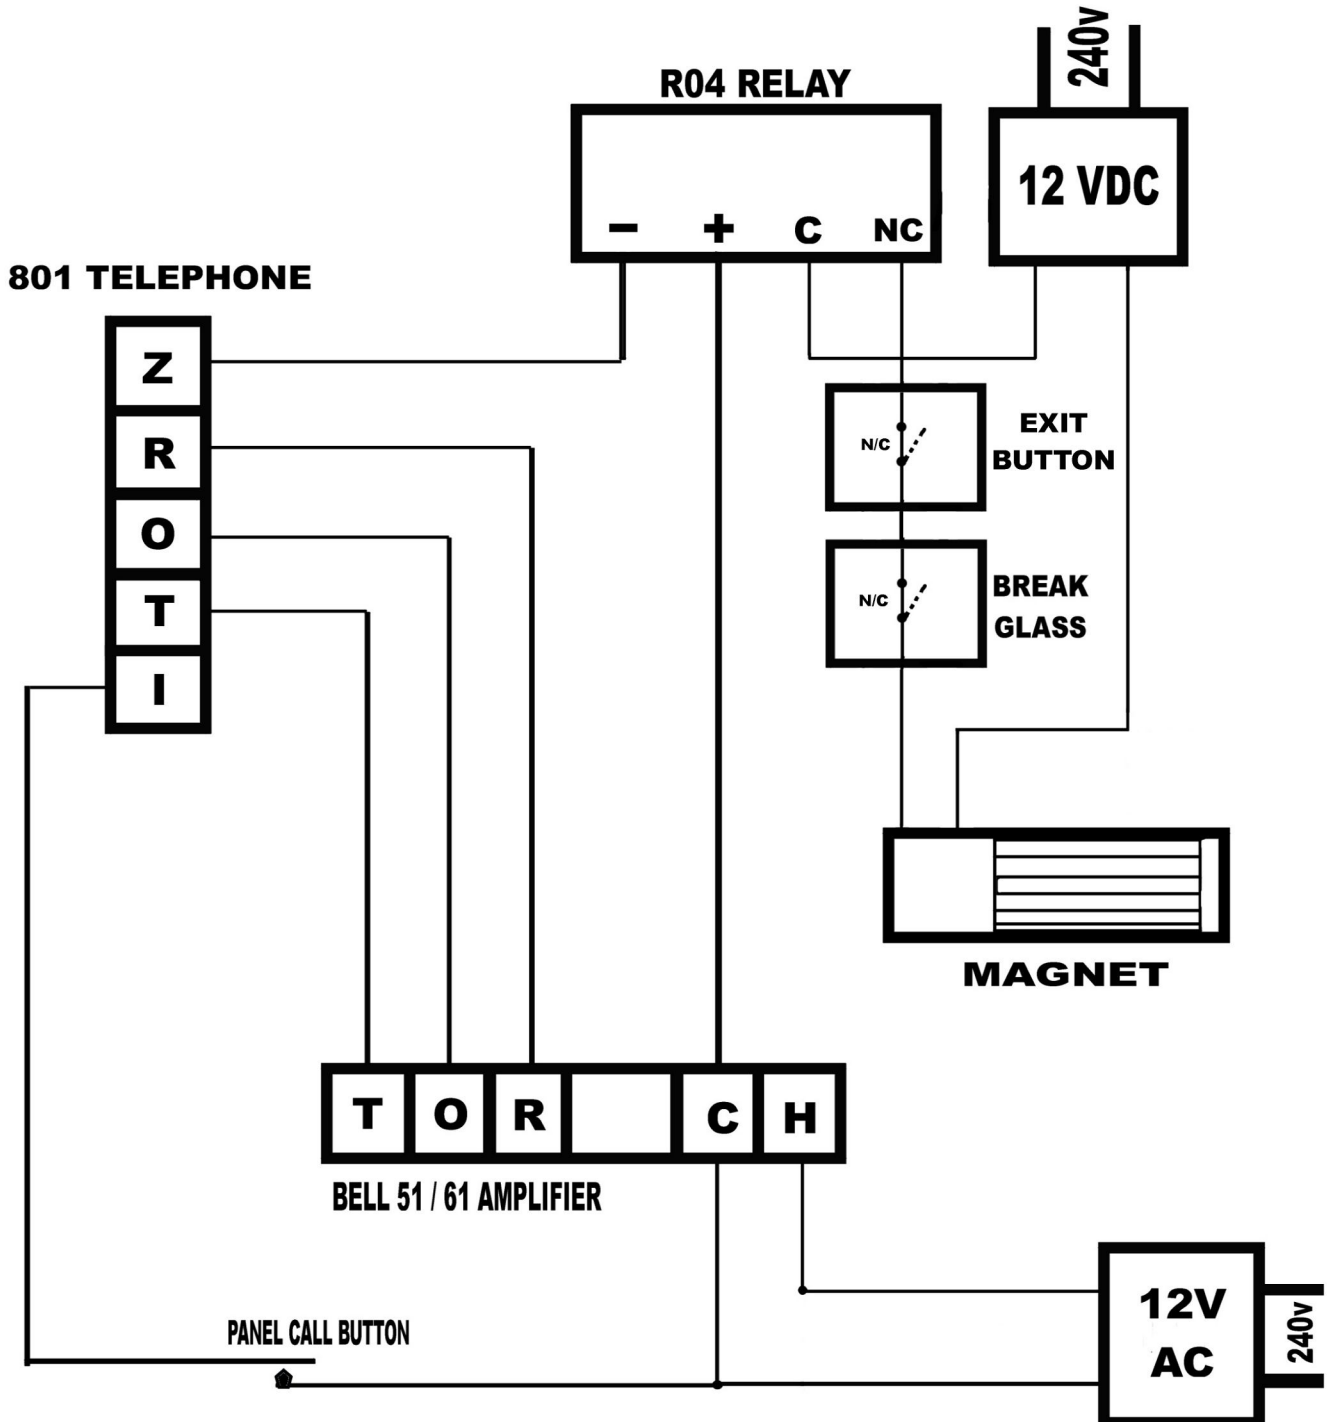 240v
R04 RELAY
12 VDC
− + C NC
801 TELEPHONE
Z
R
O
T
I
N/C
EXIT
BUTTON
N/C
BREAK
GLASS
MAGNET
T O R C H
BELL 51 / 61 AMPLIFIER
12V
AC
240v
PANEL CALL BUTTON